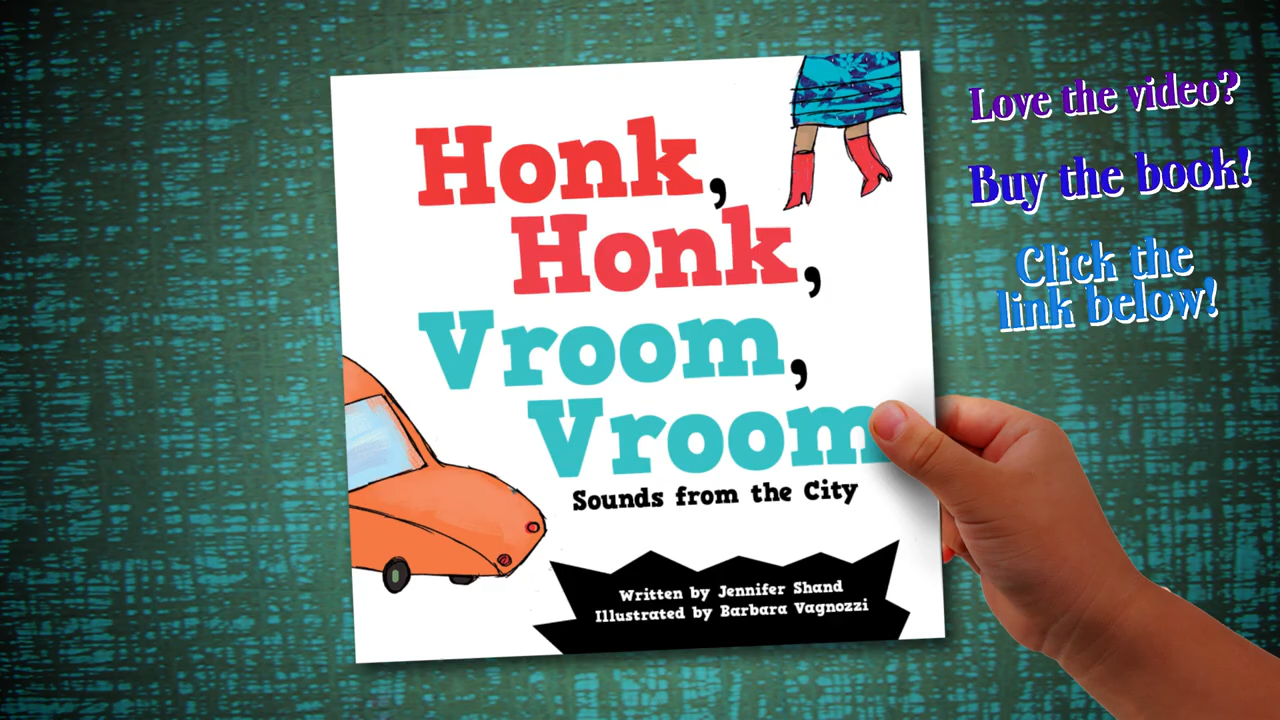 Honk,
Honk,
Vroom,
Vroom
Sounds from the City
Written by Jennifer Shand
Illustrated by Barbara Vagnozzi
Love the video?
Buy the book!
Click the
link below!